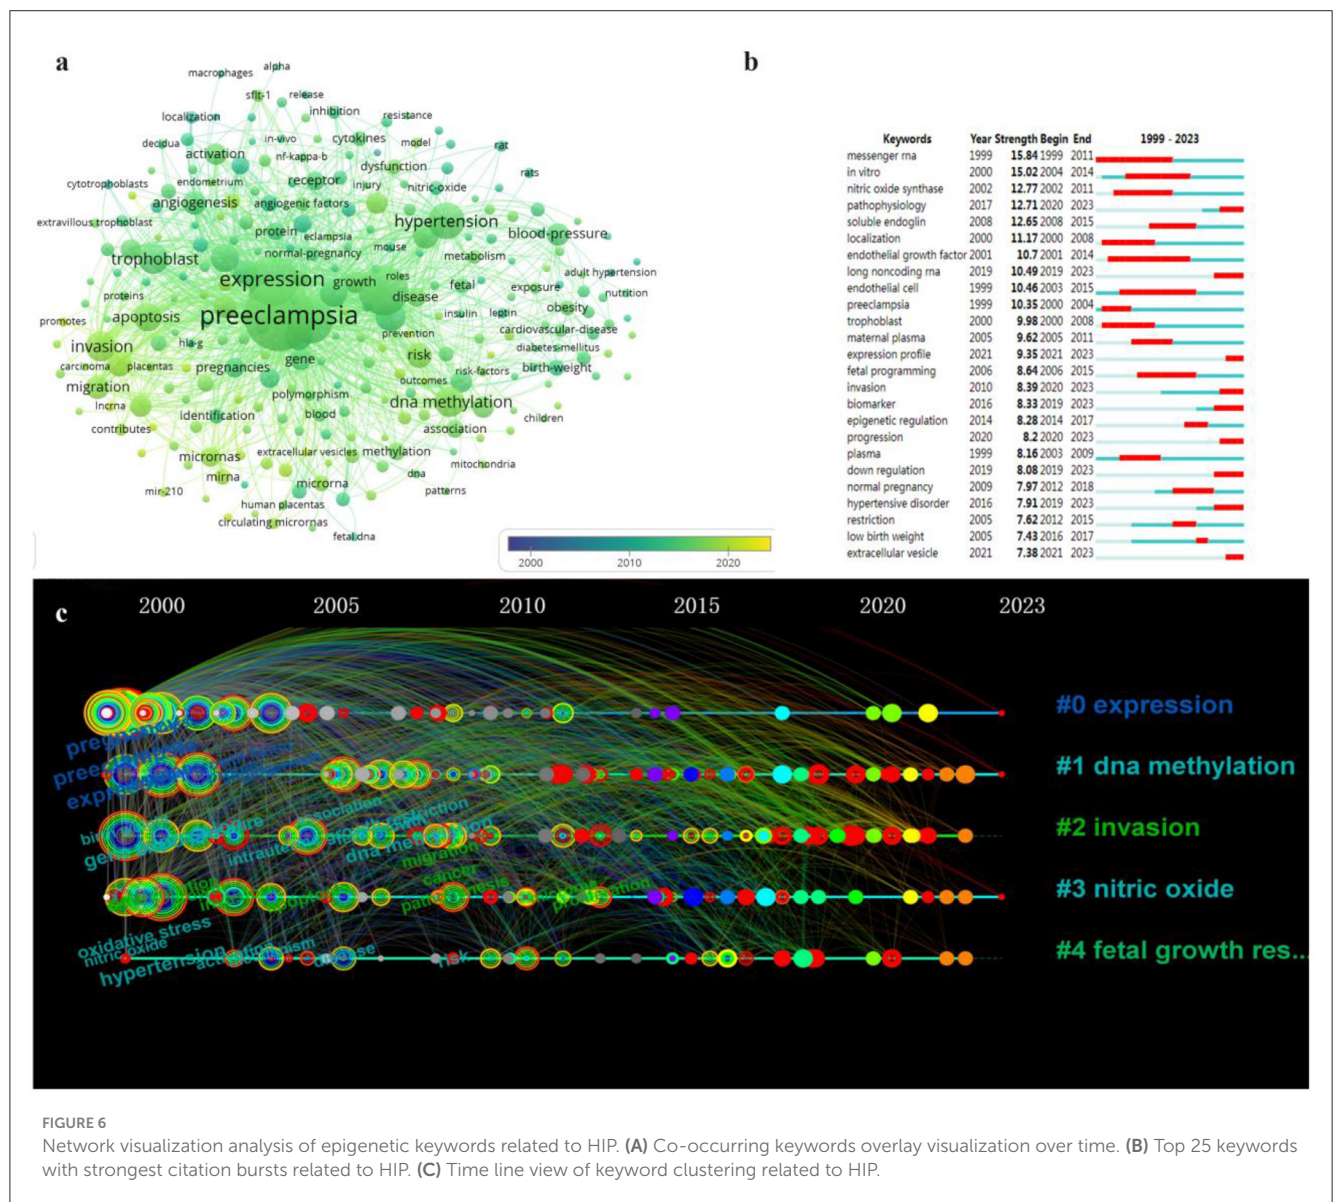 a
macrophages
alpha
sflt-1
release
localization
inhibition
resistance
decidua
in-vivo
cytokines
model
rat
activation
nf-kappa-b
dysfunction
rats
cytotrophoblasts
endometrium
receptor
injury
nitric-oxide
angiogenesis
angiogenic factors
extravillous trophoblast
hypertension
protein
eclampsia
blood-pressure
mouse
normal-pregnancy
metabolism
trophoblast
adult hypertension
expression
growth
roles
fetal
exposure
nutrition
proteins
disease
obesity
promotes
apoptosis
preeclampsia
insulin
leptin
cardiovascular-disease
prevention
invasion
hla-g
diabetes-mellitus
carcinoma
placentas
pregnancies
gene
risk
risk-factors
birth-weight
migration
outcomes
lncrna
polymorphism
dna methylation
identification
blood
children
contributes
association
micrornas
extracellular vesicles
methylation
mirna
dna
mitochondria
mir-210
microrna
patterns
human placentas
circulating micrornas
fetal dna
2000 2010 2020
b
Keywords Year Strength Begin End 1999 - 2023
messenger rna 1999 15.84 1999 2011
in vitro 2000 15.02 2004 2014
nitric oxide synthase 2002 12.77 2002 2011
pathophysiology 2017 12.71 2020 2023
soluble endoglin 2008 12.65 2008 2015
localization 2000 11.17 2000 2008
endothelial growth factor 2001 10.7 2001 2014
long noncoding rna 2019 10.49 2019 2023
endothelial cell 1999 10.46 2003 2015
preeclampsia 1999 10.35 2000 2004
trophoblast 2000 9.98 2000 2008
maternal plasma 2005 9.62 2005 2011
expression profile 2021 9.35 2021 2023
fetal programming 2006 8.64 2006 2015
invasion 2010 8.39 2020 2023
biomarker 2016 8.33 2019 2023
epigenetic regulation 2014 8.28 2014 2017
progression 2020 8.2 2020 2023
plasma 1999 8.16 2003 2009
down regulation 2019 8.08 2019 2023
normal pregnancy 2009 7.97 2012 2018
hypertensive disorder 2016 7.91 2019 2023
restriction 2005 7.62 2012 2015
low birth weight 2005 7.43 2016 2017
extracellular vesicle 2021 7.38 2021 2023
c
2000 2005 2010 2015 2020 2023
#0 expression
#1 dna methylation
dna methylation
migration
#2 invasion
cancer
#3 nitric oxide
oxidative stress
nitric oxide
hypertension
risk
#4 fetal growth res...
FIGURE 6
Network visualization analysis of epigenetic keywords related to HIP. (A) Co-occurring keywords overlay visualization over time. (B) Top 25 keywords
with strongest citation bursts related to HIP. (C) Time line view of keyword clustering related to HIP.